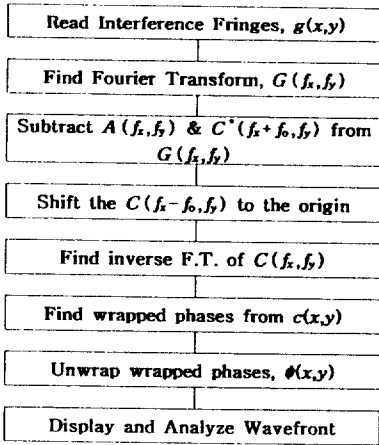 Read Interference Fringes, g(x,y)
Find Fourier Transform, G(fx,fy)
Subtract A(fx,fy) & C*(fx+fo,fy) from
G(fx,fy)
Shift the C(fx-fo,fy) to the origin
Find inverse F.T. of C(fx,fy)
Find wrapped phases from c(x,y)
Unwrap wrapped phases, ϕ(x,y)
Display and Analyze Wavefront